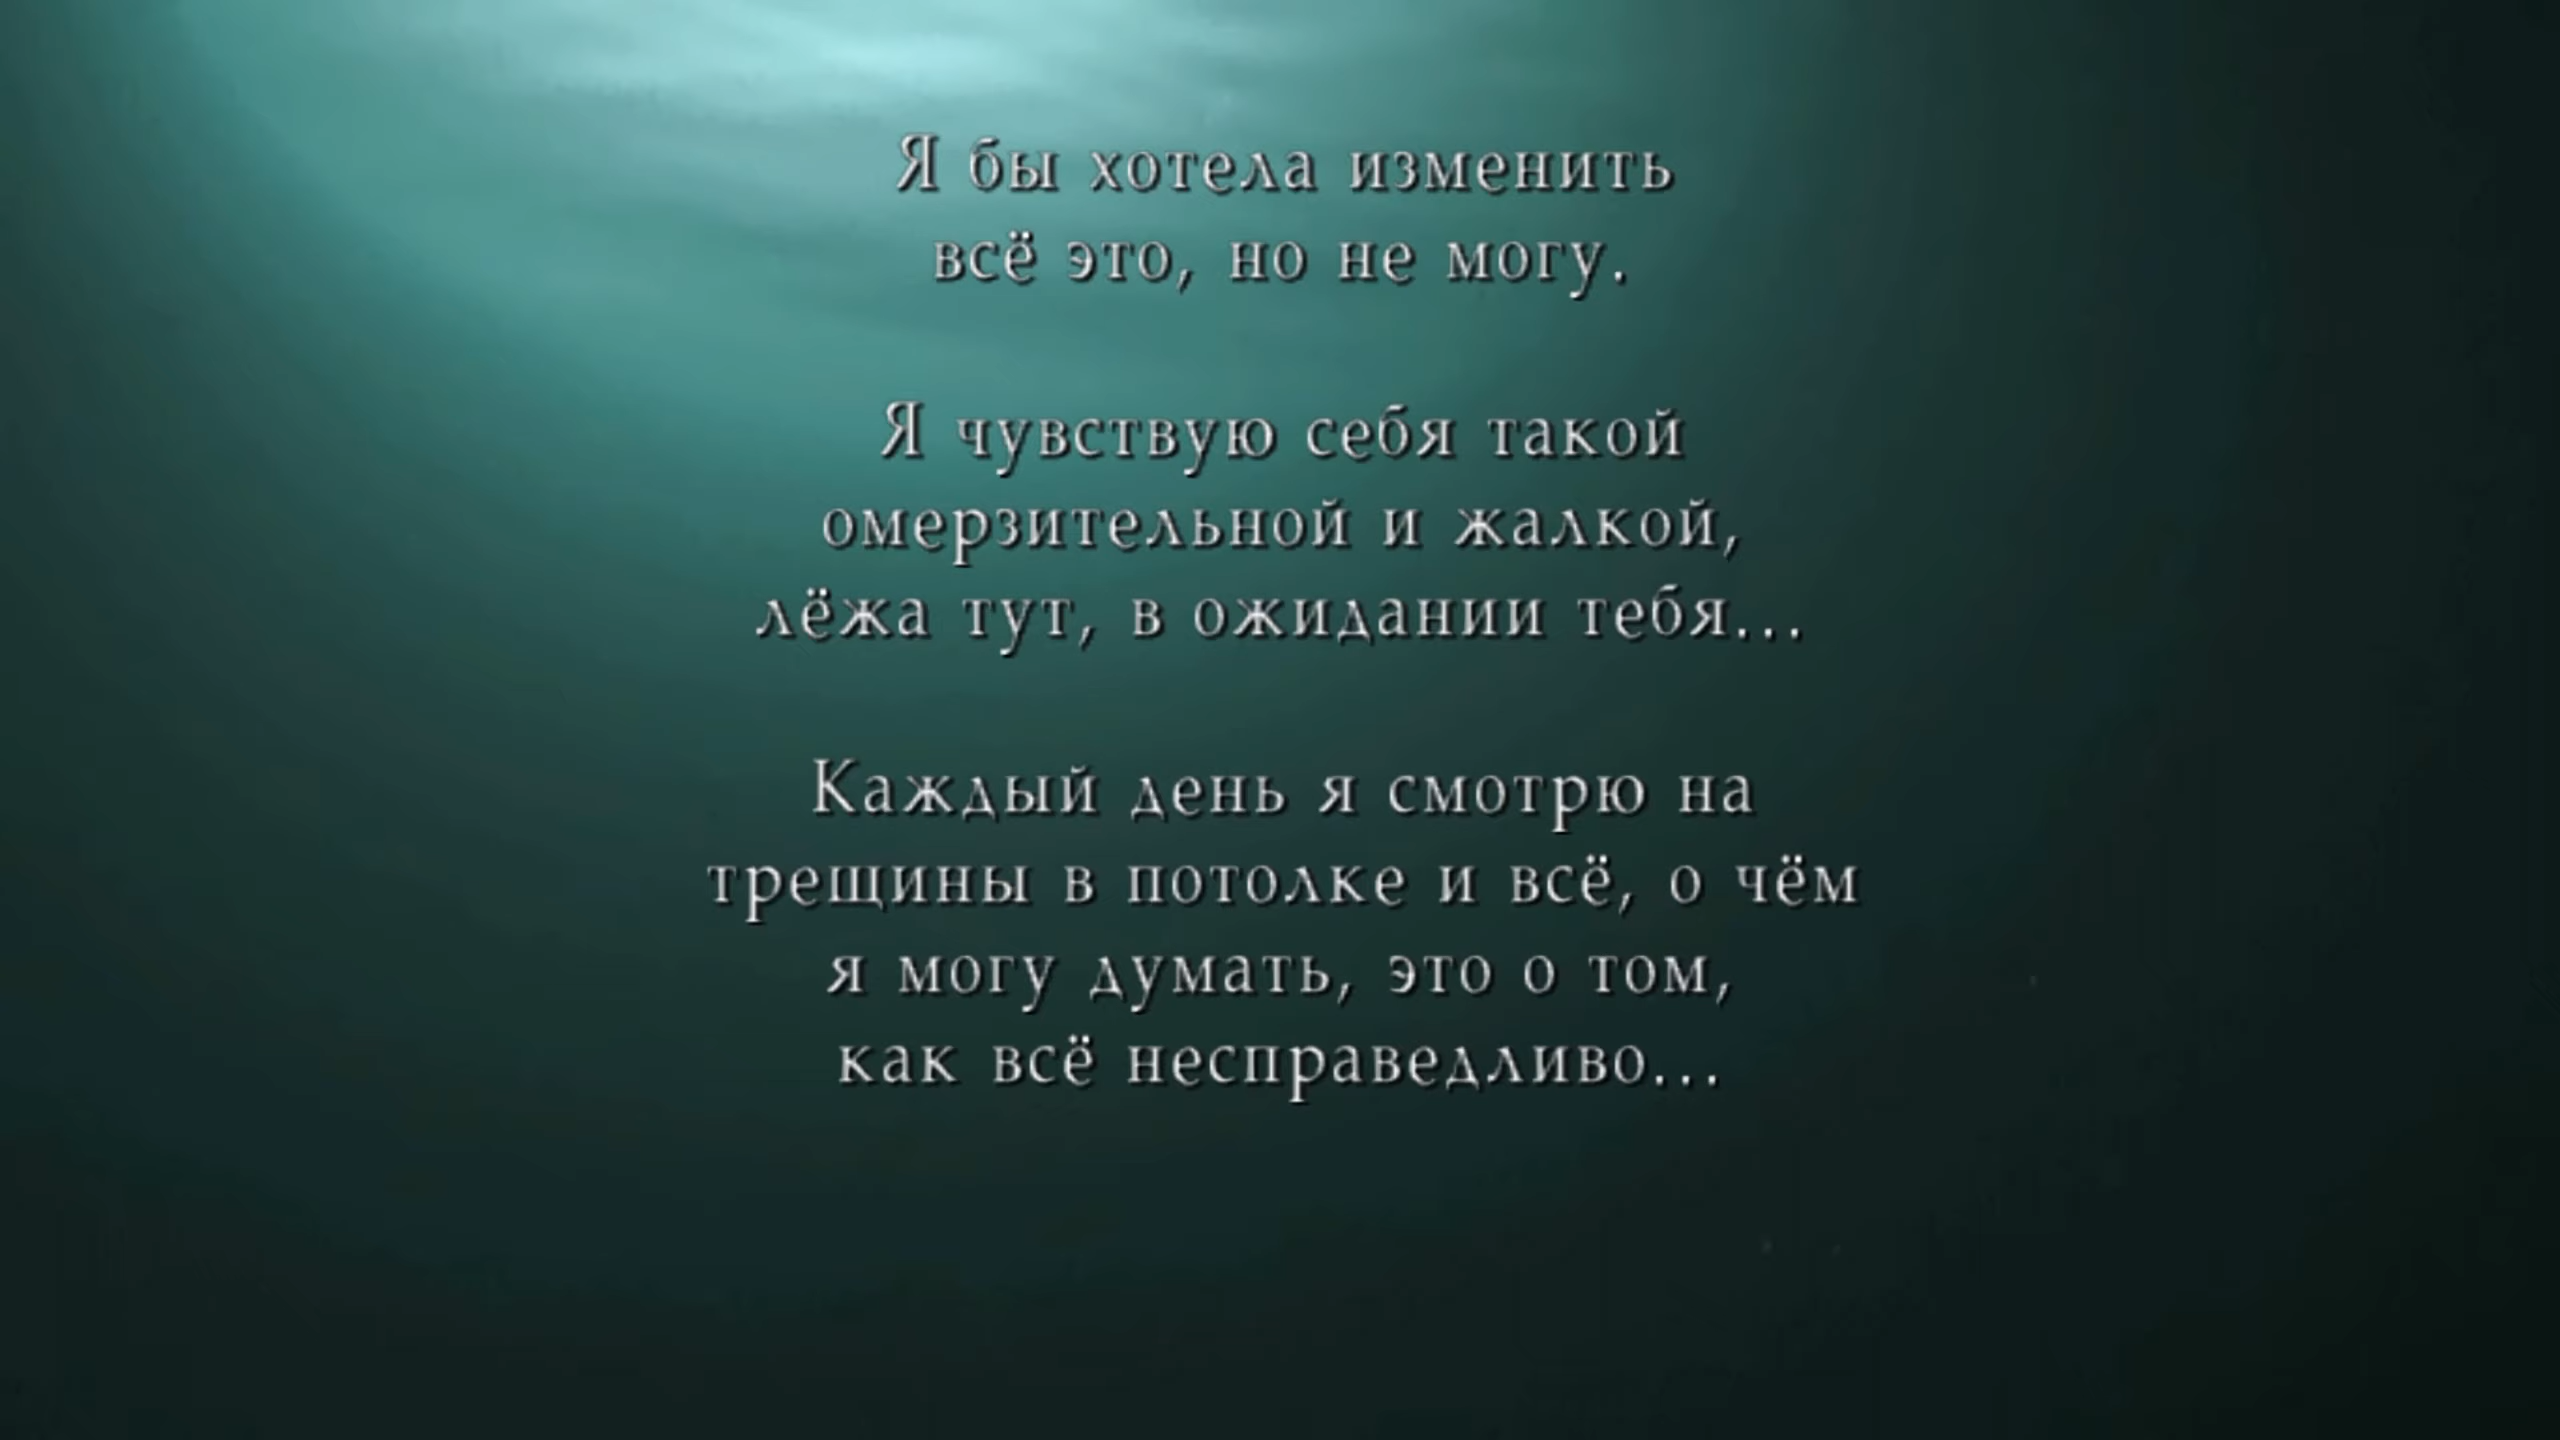 Я бы хотела изменить
всё это, но не могу.
Я чувствую себя такой
омерзительной и жалкой,
лёжа тут, в ожидании тебя...
Каждый день я смотрю на
трещины в потолке и всё, о чём
я могу думать, это о том,
как всё несправедливо...